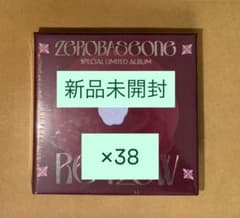 ZEROBASEONE
SPECIAL LIMITED ALBUM
新品未開封
×38